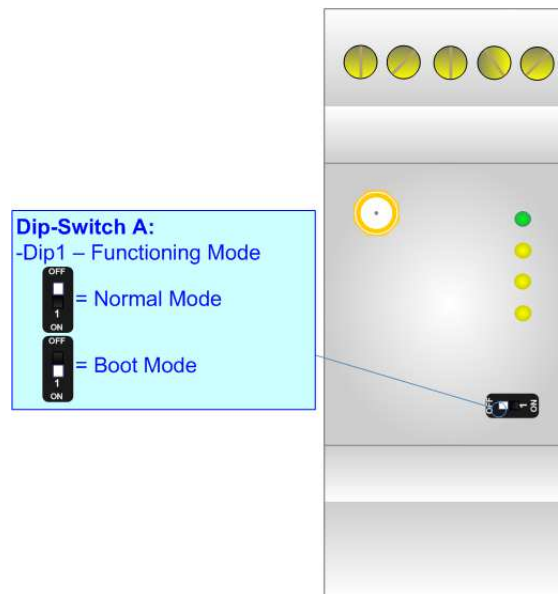 Dip-Switch A:
-Dip1 – Functioning Mode
OFF
= Normal Mode
1
ON
OFF
= Boot Mode
1
ON
OFF 1 ON